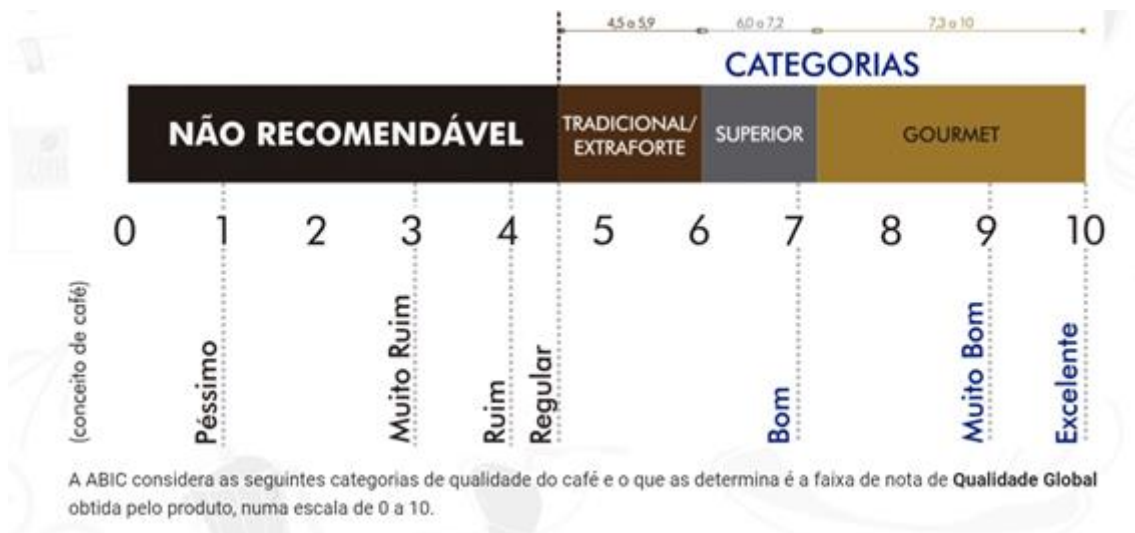 4,5 a 5,9 6,0 a 7,2 7,3 a 10
CATEGORIAS
NÃO RECOMENDÁVEL
TRADICIONAL/
EXTRAFORTE
SUPERIOR
GOURMET
0 1 2 3 4 5 6 7 8 9 10
(conceito de café)
Péssimo
Muito Ruim
Ruim
Regular
Bom
Muito Bom
Excelente
A ABIC considera as seguintes categorias de qualidade do café e o que as determina é a faixa de nota de Qualidade Global
obtida pelo produto, numa escala de 0 a 10.